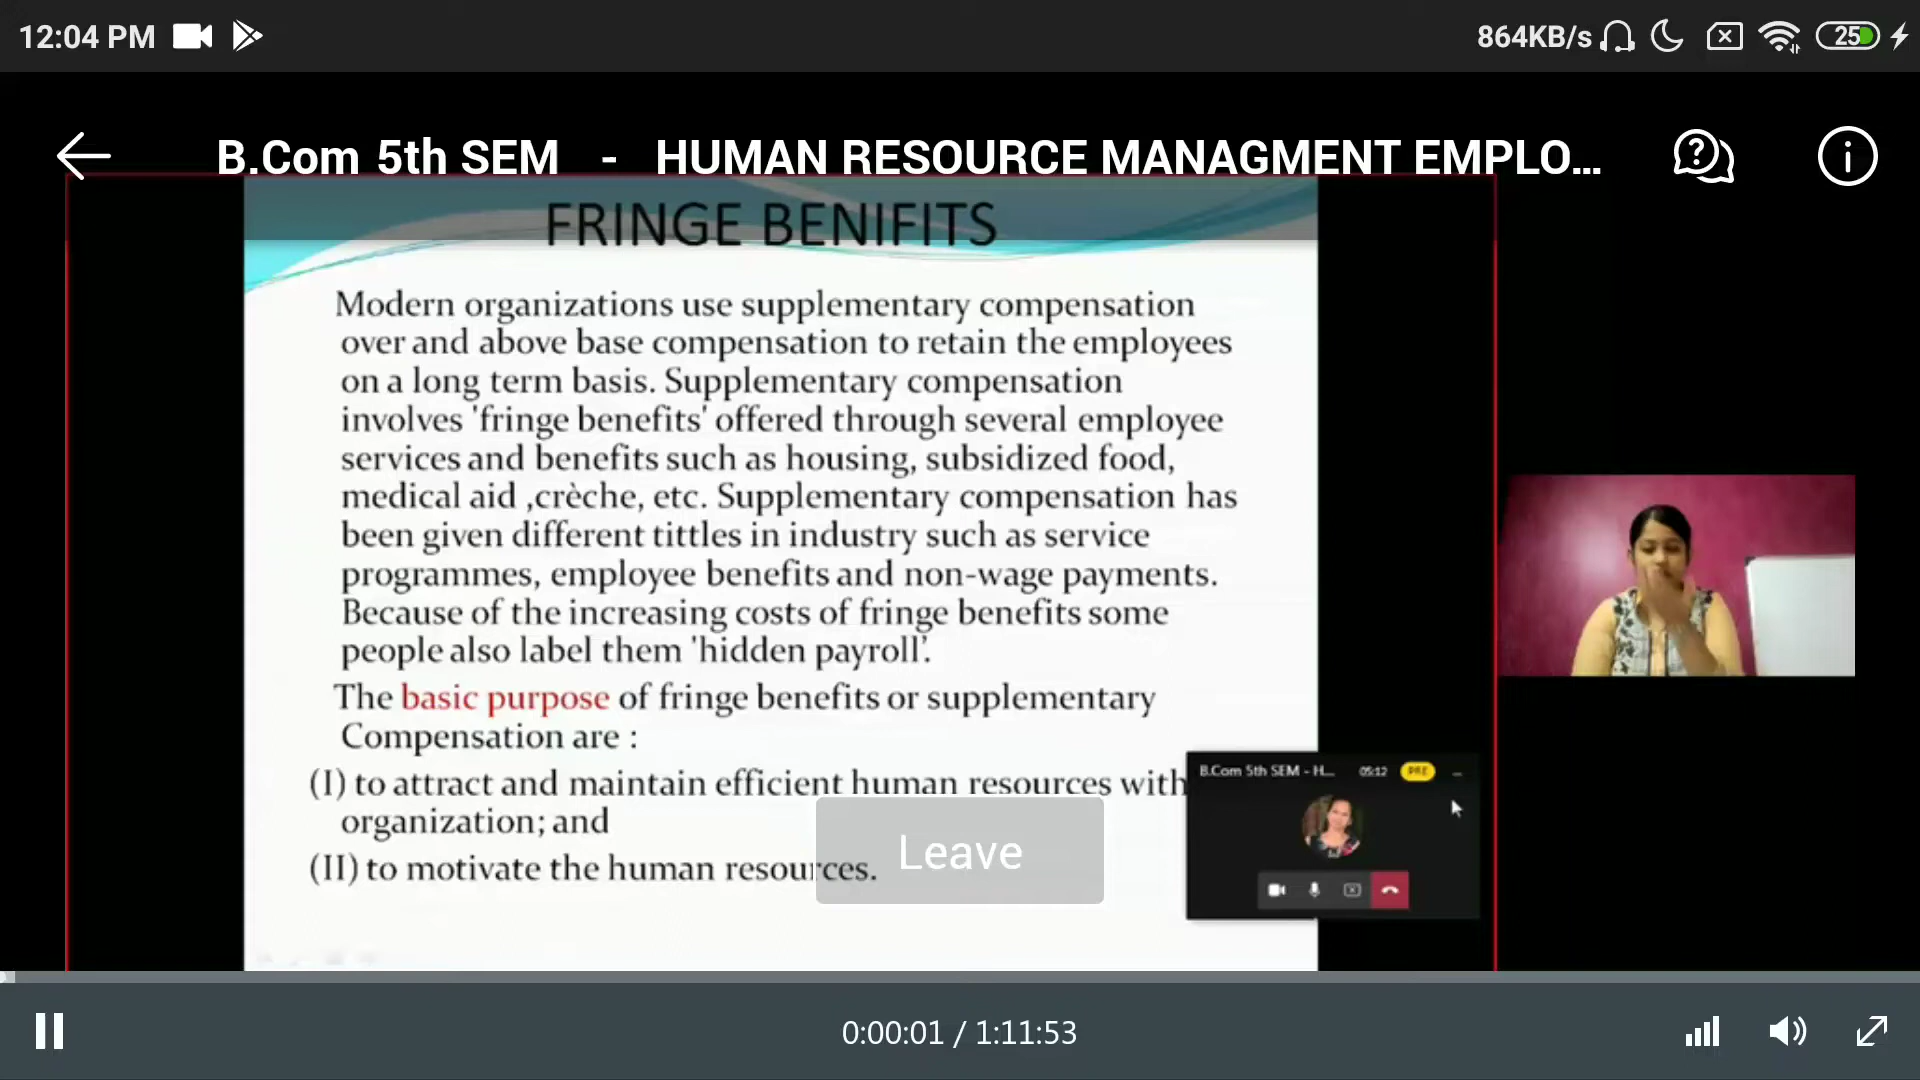 12:04 PM
864KB/s
25
B.Com 5th SEM - HUMAN RESOURCE MANAGMENT EMPLO...
FRINGE BENIFITS
Modern organizations use supplementary compensation
over and above base compensation to retain the employees
on a long term basis. Supplementary compensation
involves 'fringe benefits' offered through several employee
services and benefits such as housing, subsidized food,
medical aid ,crèche, etc. Supplementary compensation has
been given different tittles in industry such as service
programmes, employee benefits and non-wage payments.
Because of the increasing costs of fringe benefits some
people also label them 'hidden payroll'.
The basic purpose of fringe benefits or supplementary
Compensation are :
(I) to attract and maintain efficient human resources with
organization; and
(II) to motivate the human resources.
Leave
B.Com 5th SEM - H... 05:12 PRE
0:00:01 / 1:11:53